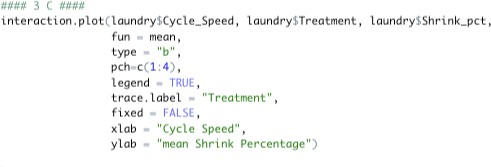 #### 3 C ####
interaction.plot(laundry$Cycle_Speed, laundry$Treatment, laundry$Shrink_pct,
fun = mean,
type = "b",
pch=c(1:4),
legend = TRUE,
trace.label = "Treatment",
fixed = FALSE,
xlab = "Cycle Speed",
ylab = "mean Shrink Percentage")